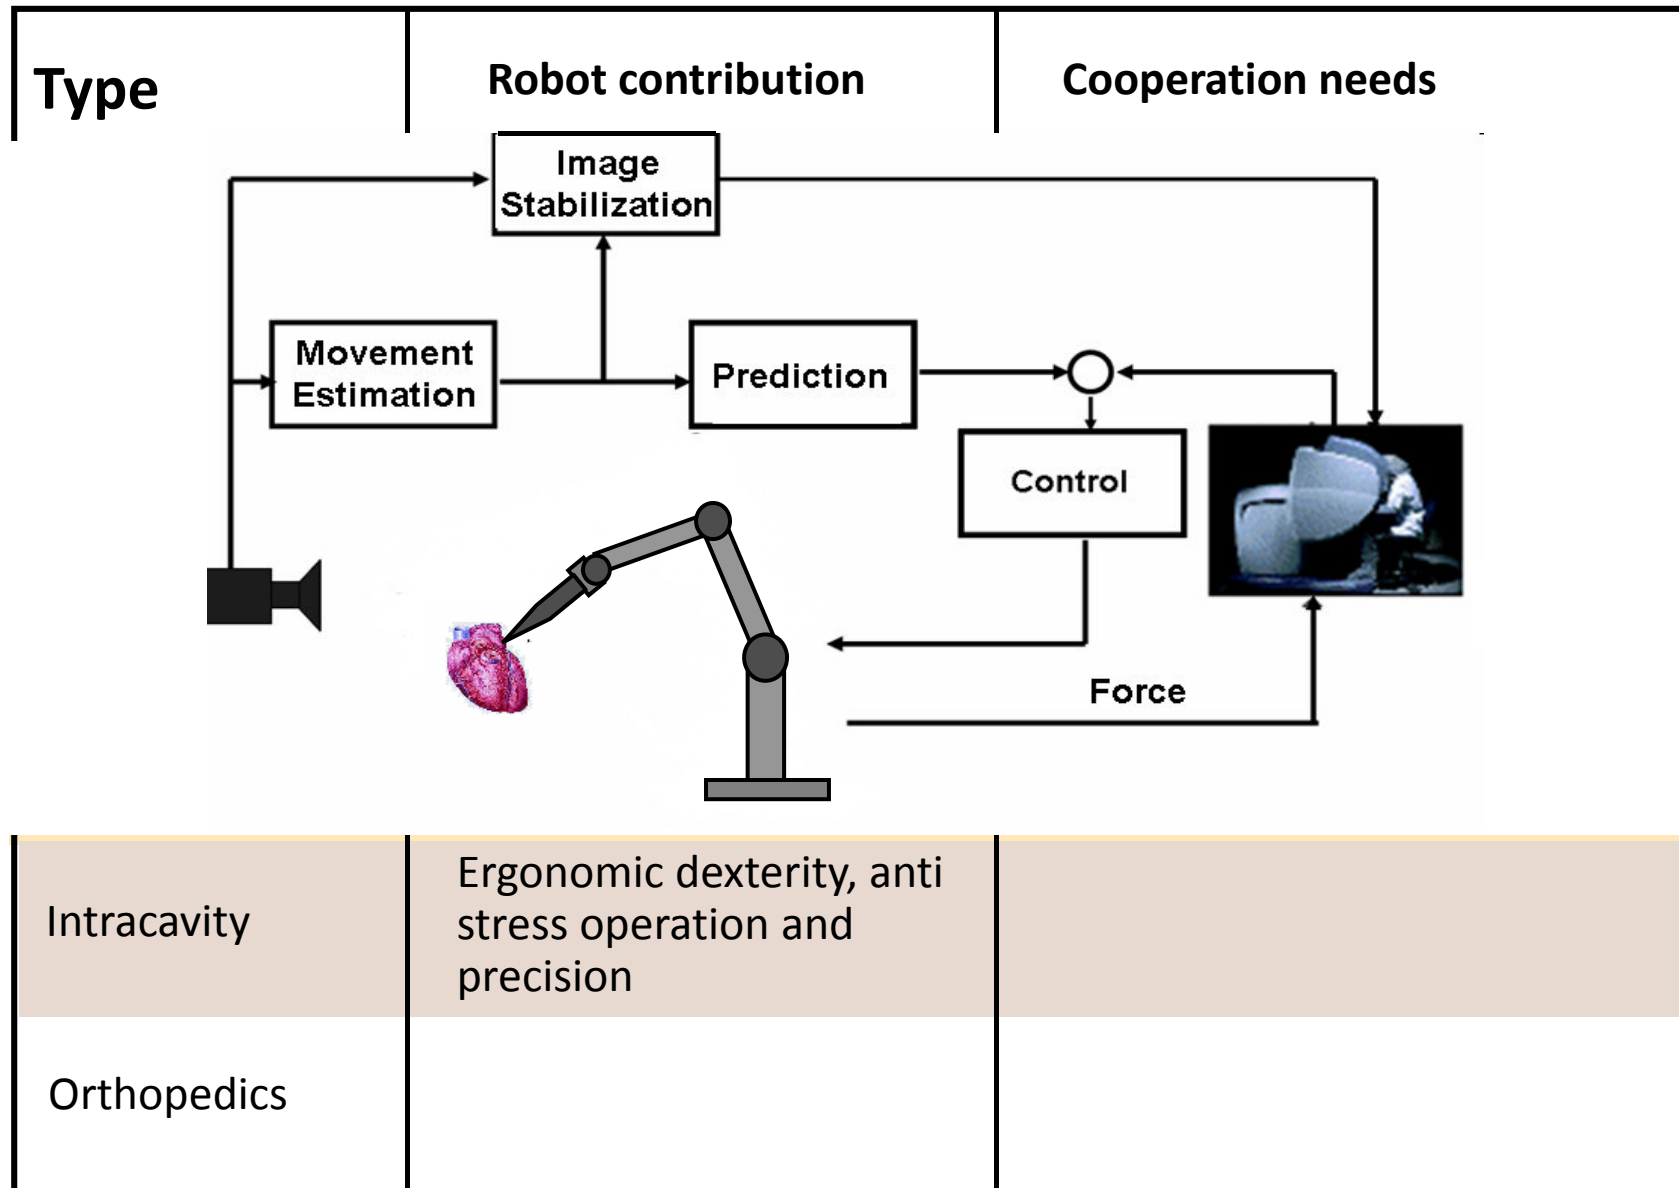 Type
Robot contribution
Cooperation needs
Image
Stabilization
Movement
Estimation
Prediction
Control
Force
Intracavity
Ergonomic dexterity, anti
stress operation and
precision
Orthopedics